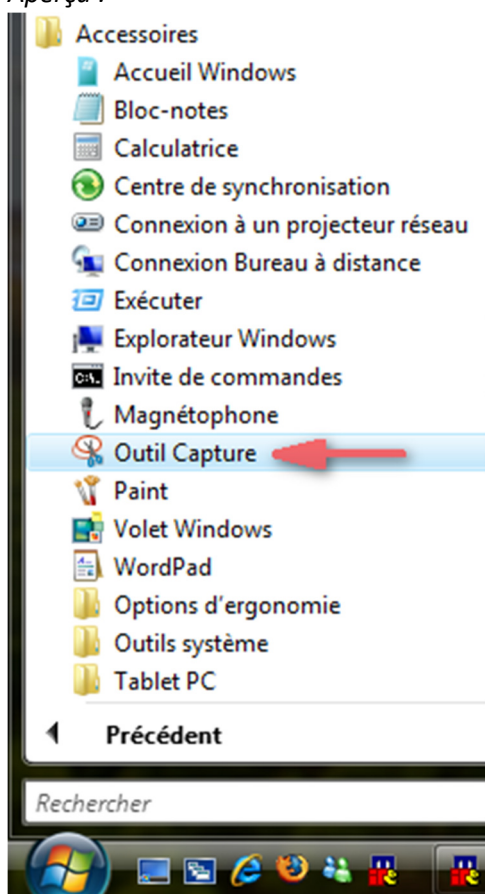 Accessoires
Accueil Windows
Bloc-notes
Calculatrice
Centre de synchronisation
Connexion à un projecteur réseau
Connexion Bureau à distance
Exécuter
Explorateur Windows
Invite de commandes
Magnétophone
Outil Capture
Paint
Volet Windows
WordPad
Options d'ergonomie
Outils système
Tablet PC
Précédent
Rechercher